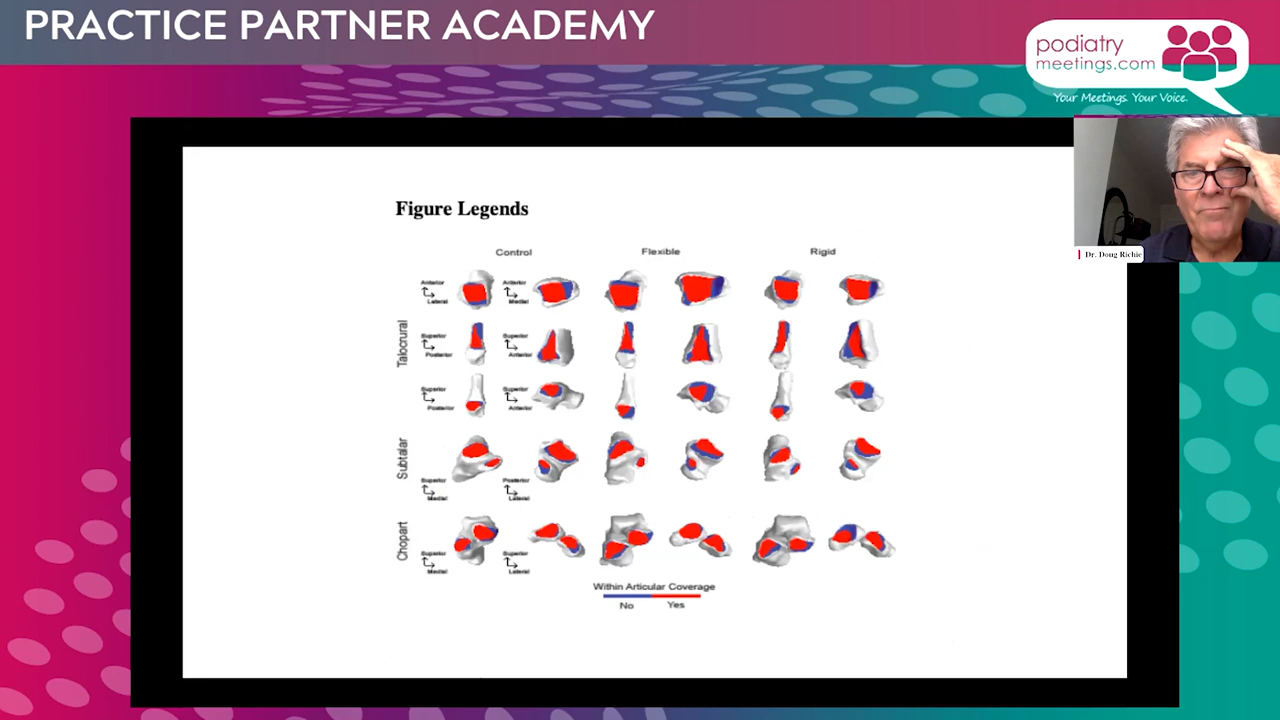 PRACTICE PARTNER ACADEMY
podiatry
meetings.com
Your Meetings. Your Voice.
Dr. Doug Richie
Figure Legends
Control Flexible Rigid
Talocrural
Anterior Anterior
Lateral Medial
Superior Superior
Posterior Anterior
Superior Superior
Posterior Anterior
Subtalar
Superior Posterior
Medial Lateral
Chopart
Superior Superior
Medial Lateral
Within Articular Coverage
No Yes